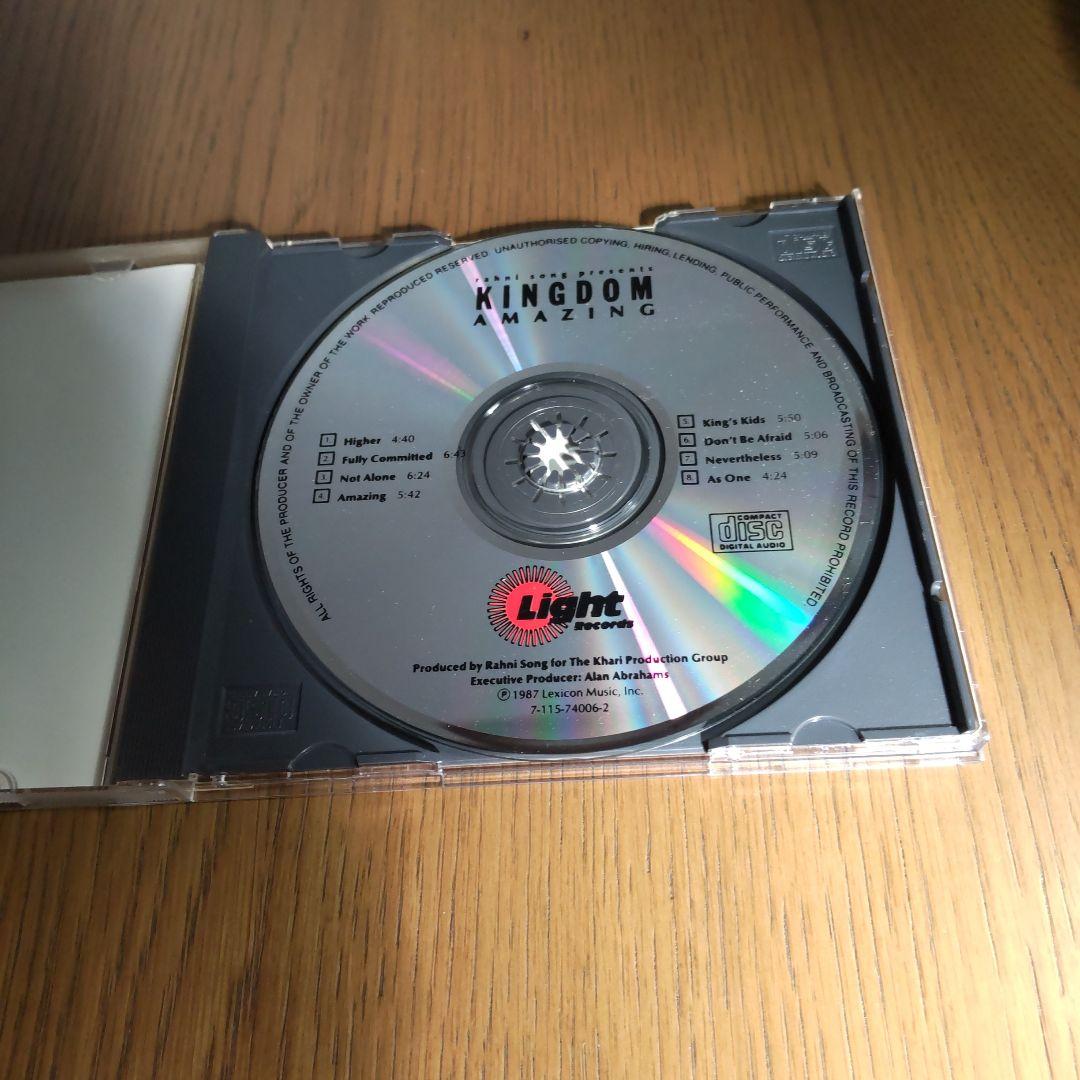 ALL RIGHTS OF THE PRODUCER AND OF THE OWNER OF THE WORK REPRODUCED RESERVED. UNAUTHORISED COPYING, HIRING, LENDING, PUBLIC PERFORMANCE AND BROADCASTING OF THIS RECORD PROHIBITED.
rahni song presents
KINGDOM
AMAZING
1. Higher 4:40
2. Fully Committed 6:43
3. Not Alone 6:24
4. Amazing 5:42
5. King's Kids 5:50
6. Don't Be Afraid 5:06
7. Nevertheless 5:09
8. As One 4:24
COMPACT
disc
DIGITAL AUDIO
Light
Records
Produced by Rahni Song for The Khari Production Group
Executive Producer: Alan Abrahams
Ⓟ 1987 Lexicon Music, Inc.
7-115-74006-2